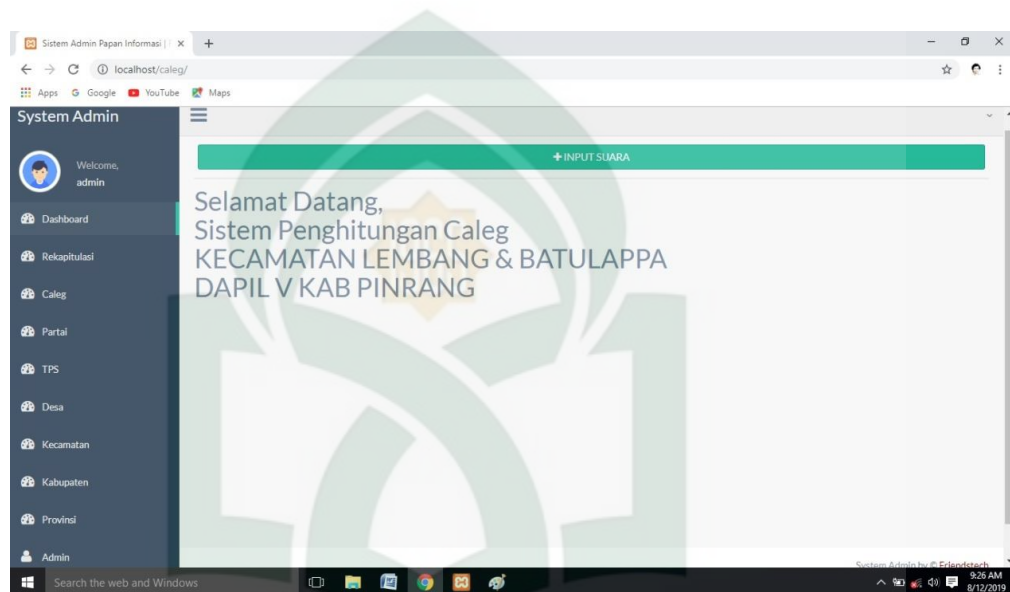 Sistem Admin Papan Informasi |
localhost/caleg/
Apps Google YouTube Maps
System Admin
Welcome,
admin
Dashboard
Rekapitulasi
Caleg
Partai
TPS
Desa
Kecamatan
Kabupaten
Provinsi
Admin
+ INPUT SUARA
Selamat Datang,
Sistem Penghitungan Caleg
KECAMATAN LEMBANG & BATULAPPA
DAPIL V KAB PINRANG
System Admin by © Erlendstech
Search the web and Windows
9:26 AM
8/12/2019